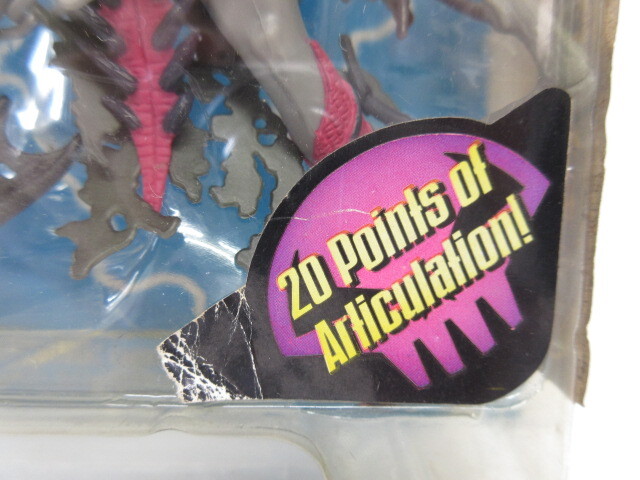 20 Points of
Articulation!